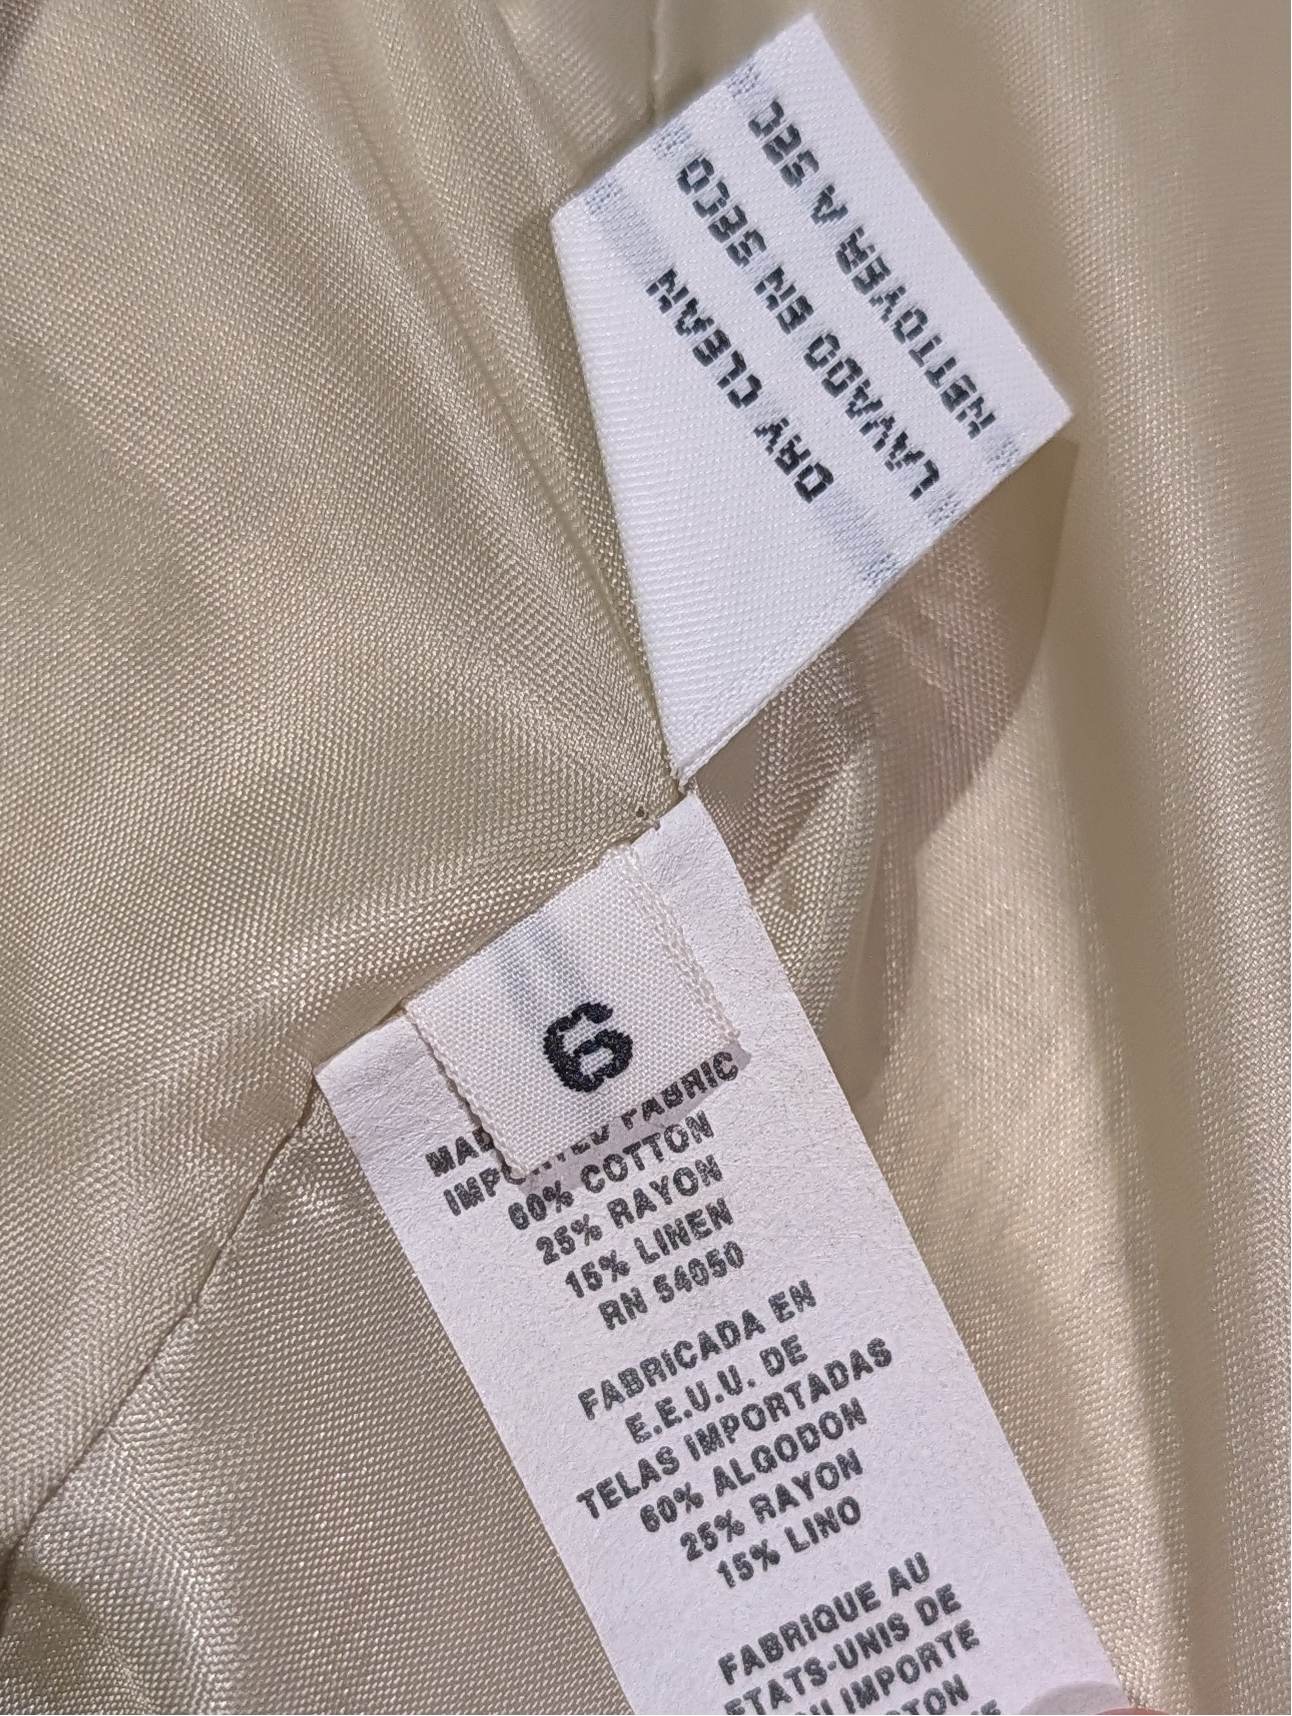 NETTOYER A SEC
LAVADO EN SECO
DRY CLEAN
6
FABRIC
60% COTTON
25% RAYON
15% LINEN
RN 54050
FABRICADA EN
E.E.U.U. DE
TELAS IMPORTADAS
60% ALGODON
25% RAYON
15% LINO
FABRIQUE AU
ETATS-UNIS DE
IMPORTE